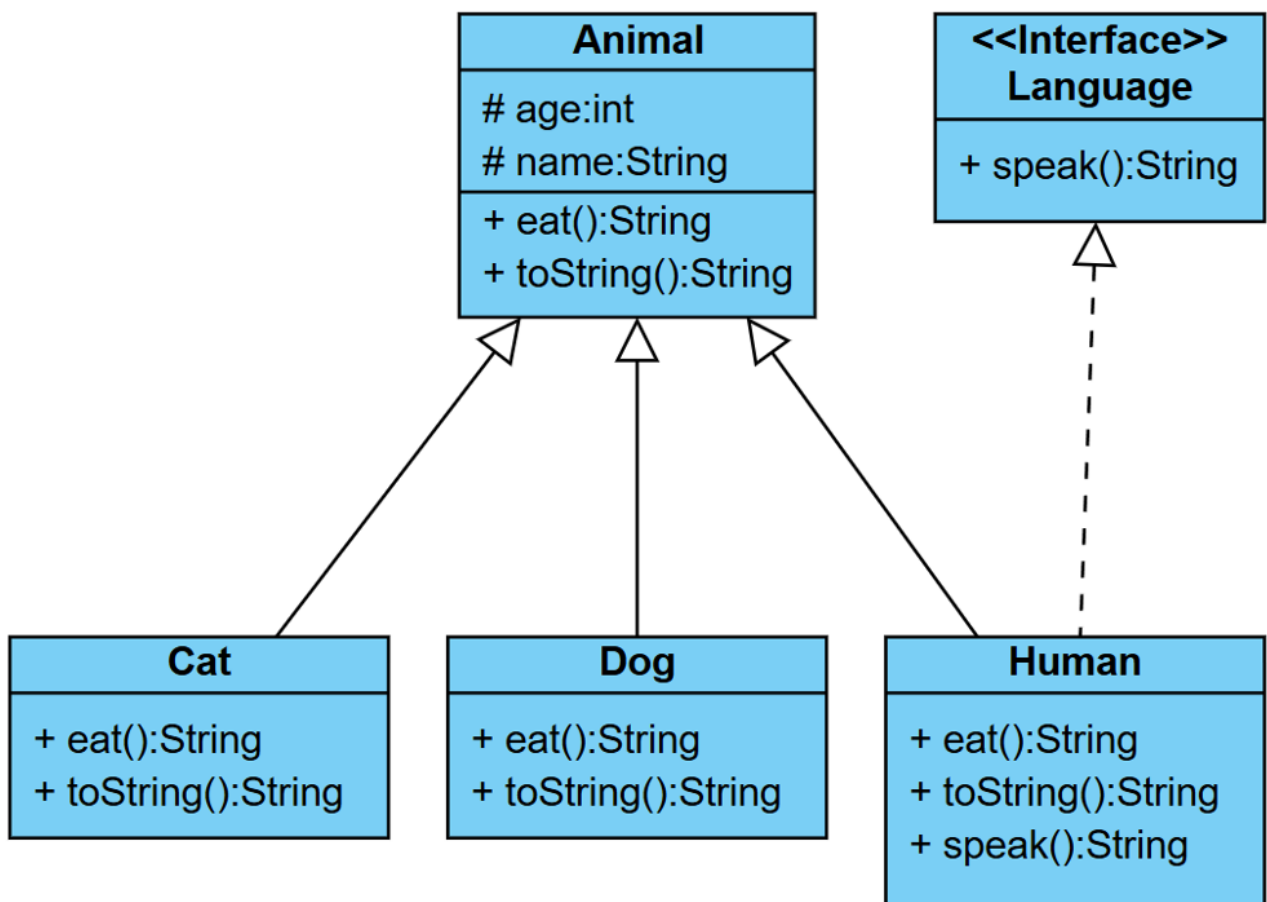 Animal
# age:int
# name:String
+ eat():String
+ toString():String
<<Interface>>
Language
+ speak():String
Cat
+ eat():String
+ toString():String
Dog
+ eat():String
+ toString():String
Human
+ eat():String
+ toString():String
+ speak():String